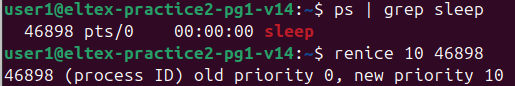 user1@eltex-practice2-pg1-v14:~$ ps | grep sleep
46898 pts/0    00:00:00 sleep
user1@eltex-practice2-pg1-v14:~$ renice 10 46898
46898 (process ID) old priority 0, new priority 10